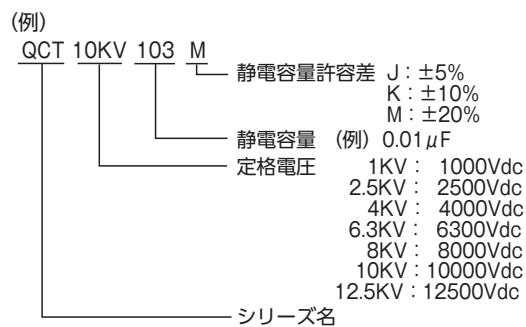 (例)
QCT 10KV 103 M
静電容量許容差 J：±5%
K：±10%
M：±20%
静電容量 (例) 0.01μF
定格電圧 1KV： 1000Vdc
2.5KV： 2500Vdc
4KV： 4000Vdc
6.3KV： 6300Vdc
8KV： 8000Vdc
10KV：10000Vdc
12.5KV：12500Vdc
シリーズ名